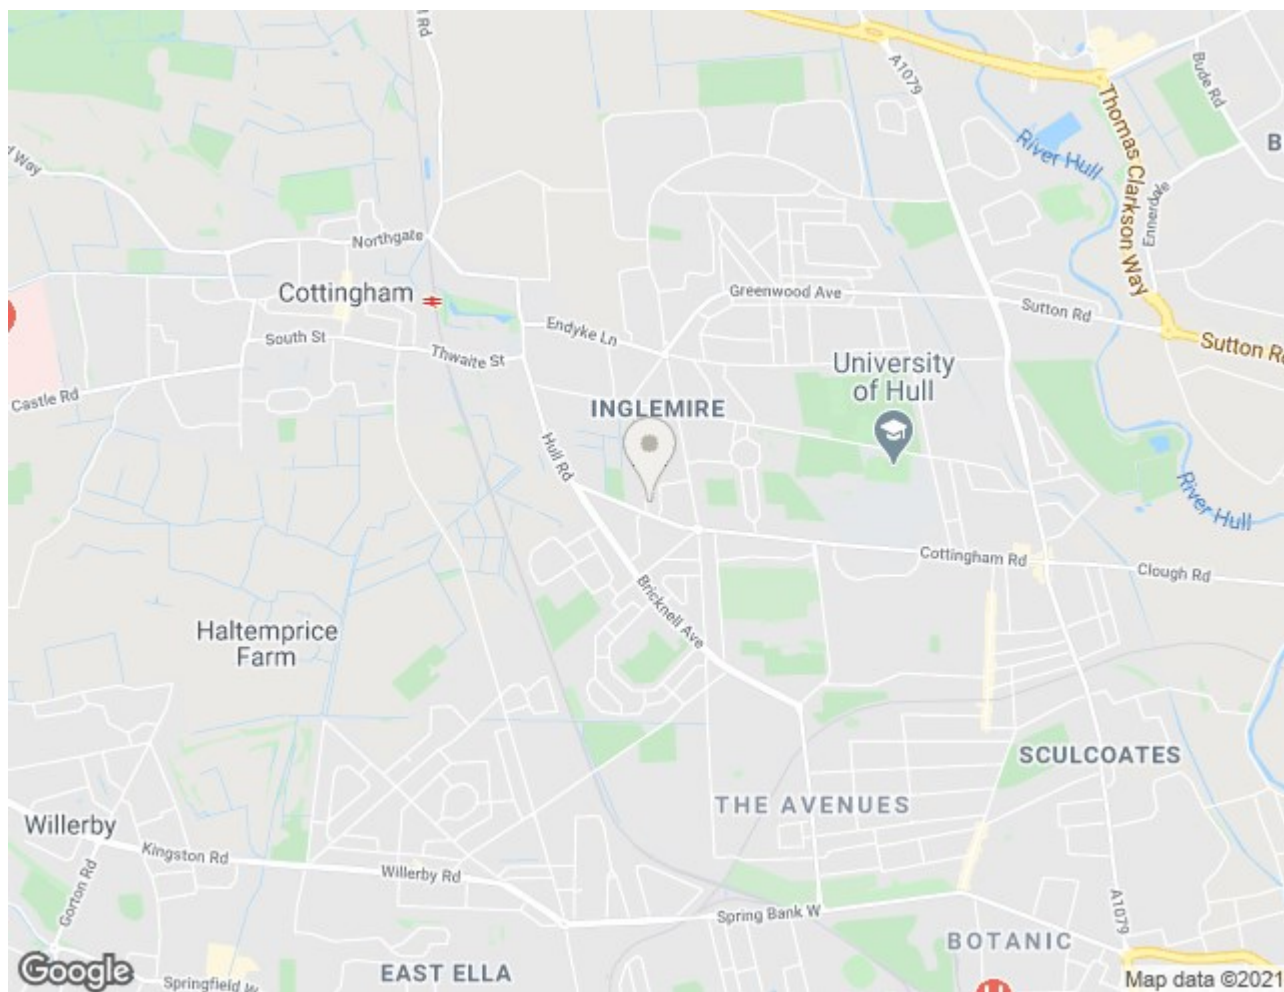 l Rd
A1079
Bude Rd
Thomas Clarkson Way
River Hull
B
d Way
Ennerdale
Northgate
Cottingham
Greenwood Ave
Sutton Rd
Endyke Ln
South St
Thwaite St
Sutton Rd
University
of Hull
Castle Rd
INGLEMIRE
Hull Rd
River Hull
Cottingham Rd
Clough Rd
Bricknell Ave
Haltemprice
Farm
SCULCOATES
THE AVENUES
Willerby
Kingston Rd
Willerby Rd
Gorton Rd
Spring Bank W
A1079
BOTANIC
EAST ELLA
Google
Springfield W
Map data ©2021